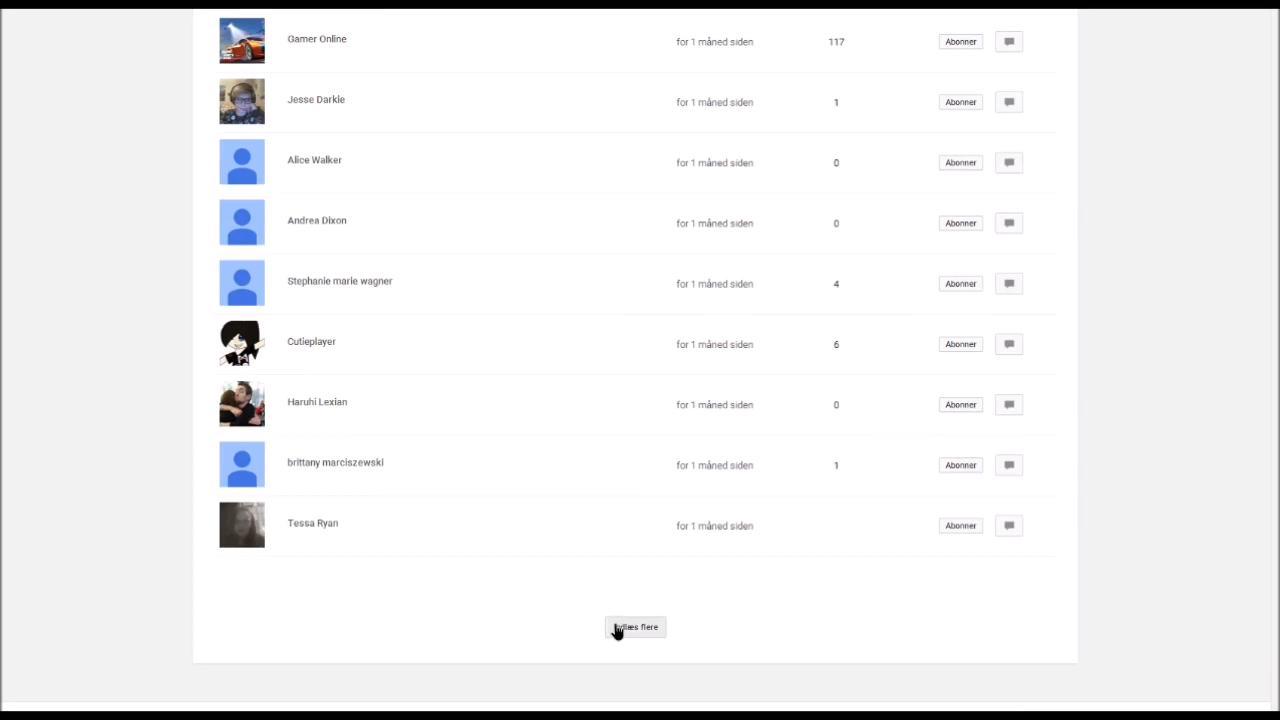 Gamer Online for 1 måned siden 117 Abonner
Jesse Darkie for 1 måned siden 1 Abonner
Alice Walker for 1 måned siden 0 Abonner
Andrea Dixon for 1 måned siden 0 Abonner
Stephanie marie wagner for 1 måned siden 4 Abonner
Cutieplayer for 1 måned siden 6 Abonner
Haruhi Lexian for 1 måned siden 0 Abonner
brittany marciszewski for 1 måned siden 1 Abonner
Tessa Ryan for 1 måned siden Abonner
flere